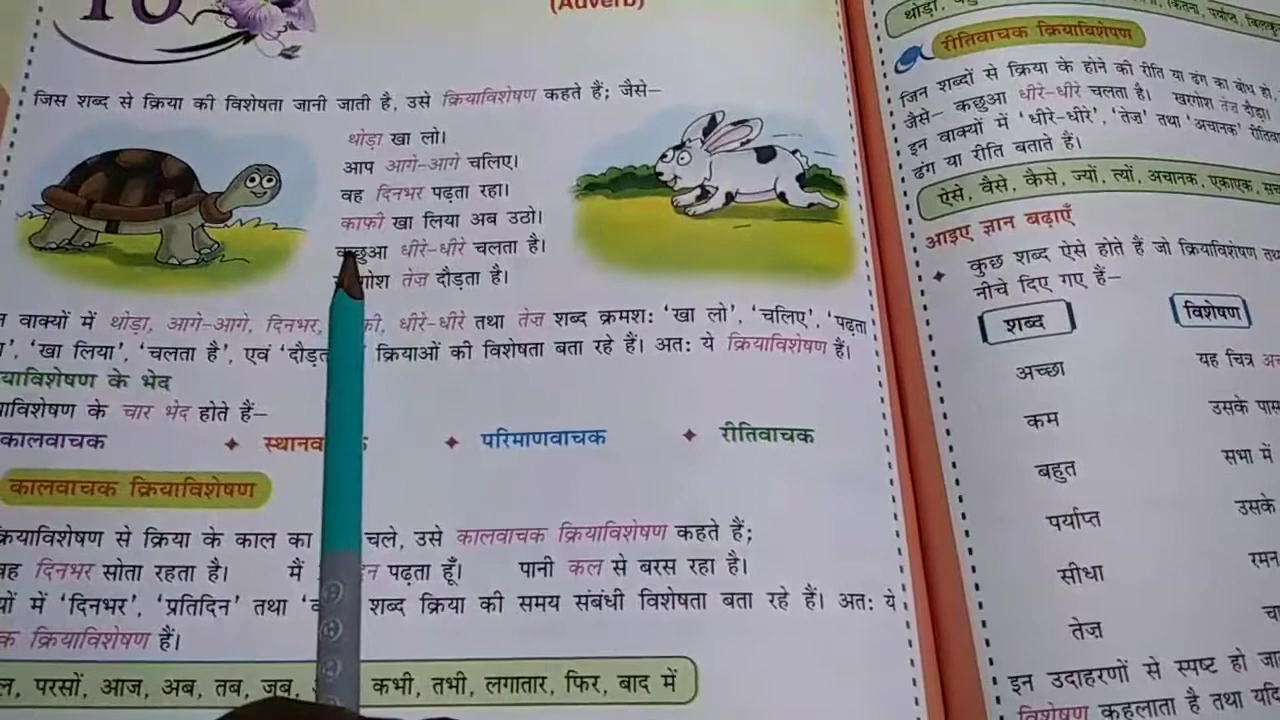 (Adverb)
जिस शब्द से क्रिया की विशेषता जानी जाती है, उसे क्रियाविशेषण कहते हैं; जैसे–
थोड़ा खा लो।
आप आगे-आगे चलिए।
वह दिनभर पढ़ता रहा।
काफी खा लिया अब उठो।
कछुआ धीरे-धीरे चलता है।
तेज़ दौड़ता है।
वाक्यों में थोड़ा, आगे-आगे, दिनभर, धीरे-धीरे तथा तेज़ शब्द क्रमश: 'खा लो', 'चलिए', 'पढ़ता
'खा लिया', 'चलता है', एवं क्रियाओं की विशेषता बता रहे हैं। अत: ये क्रियाविशेषण हैं।
के भेद
के चार भेद होते हैं–
कालवाचक
परिमाणवाचक
रीतिवाचक
कालवाचक क्रियाविशेषण
क्रियाविशेषण से क्रिया के काल का चले, उसे कालवाचक क्रियाविशेषण कहते हैं;
वह दिनभर सोता रहता है। मैं पढ़ता हूँ। पानी कल से बरस रहा है।
में 'दिनभर', 'प्रतिदिन' तथा शब्द क्रिया की समय संबंधी विशेषता बता रहे हैं। अत: ये
क्रियाविशेषण हैं।
परसों, आज, अब, तब, जब, कभी, तभी, लगातार, फिर, बाद में
थोड़ा, कितना, पर्याप्त,
रीतिवाचक क्रियाविशेषण
जिन शब्दों से क्रिया के होने की रीति या ढंग का बोध हो,
जैसे– कछुआ धीरे-धीरे चलता है। खरगोश तेज़ दौड़ा।
इन वाक्यों में 'धीरे-धीरे', 'तेज़' तथा 'अचानक'
ढंग या रीति बताते हैं।
ऐसे, वैसे, कैसे, ज्यों, त्यों, अचानक, एकाएक,
आइए ज्ञान बढ़ाएँ
कुछ शब्द ऐसे होते हैं जो क्रियाविशेषण
नीचे दिए गए हैं–
शब्द विशेषण
अच्छा यह चित्र
कम उसके पास
बहुत सभा में
पर्याप्त उसके
सीधा रमन
तेज़
इन उदाहरणों से स्पष्ट हो
विशेषण कहलाता है तथा यदि